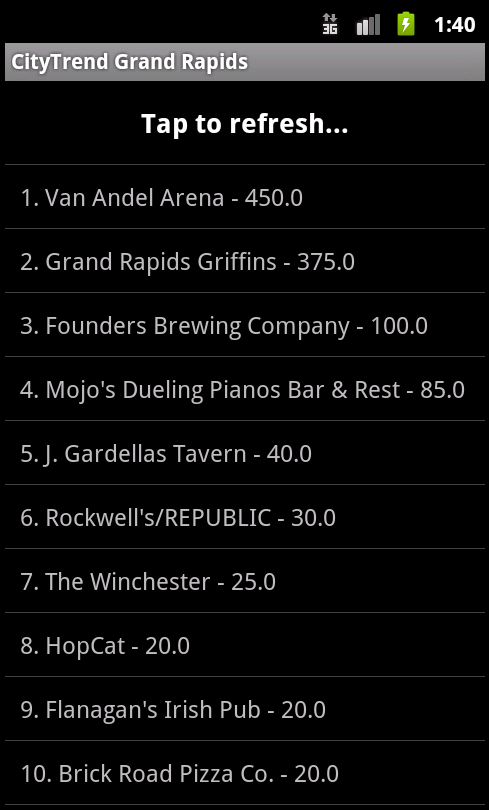 3G 1:40
CityTrend Grand Rapids
Tap to refresh...
1. Van Andel Arena - 450.0
2. Grand Rapids Griffins - 375.0
3. Founders Brewing Company - 100.0
4. Mojo's Dueling Pianos Bar & Rest - 85.0
5. J. Gardellas Tavern - 40.0
6. Rockwell's/REPUBLIC - 30.0
7. The Winchester - 25.0
8. HopCat - 20.0
9. Flanagan's Irish Pub - 20.0
10. Brick Road Pizza Co. - 20.0